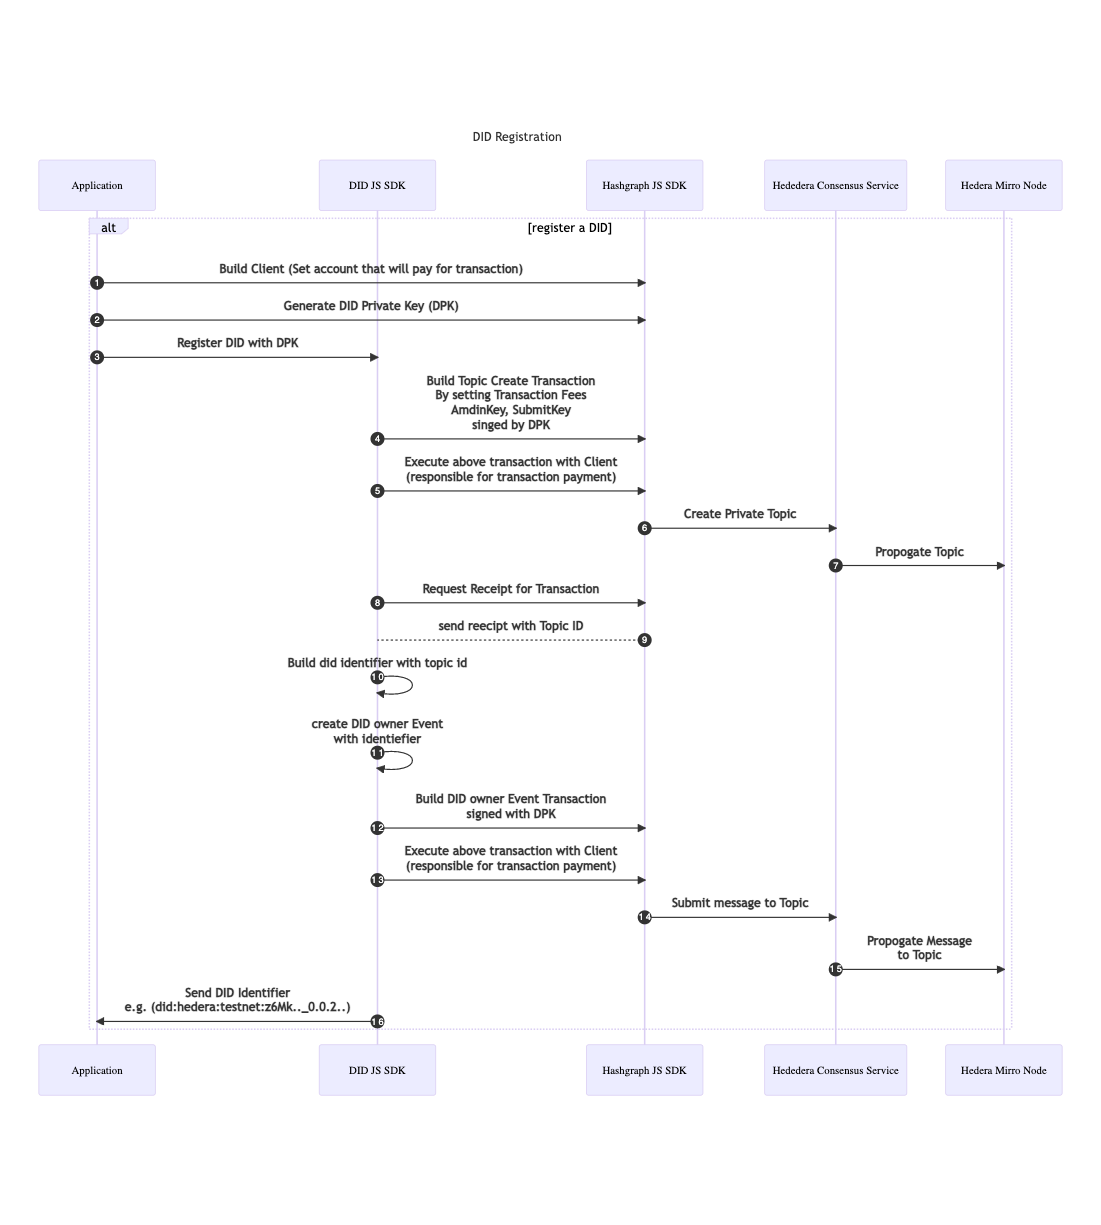 DID Registration
Application
DID JS SDK
Hashgraph JS SDK
Hededera Consensus Service
Hedera Mirro Node
alt
[register a DID]
Build Client (Set account that will pay for transaction)
1
Generate DID Private Key (DPK)
2
Register DID with DPK
3
Build Topic Create Transaction
By setting Transaction Fees
AmdinKey, SubmitKey
singed by DPK
4
Execute above transaction with Client
(responsible for transaction payment)
5
Create Private Topic
6
Propogate Topic
7
Request Receipt for Transaction
8
send reecipt with Topic ID
9
Build did identifier with topic id
10
create DID owner Event
with identiefier
11
Build DID owner Event Transaction
signed with DPK
12
Execute above transaction with Client
(responsible for transaction payment)
13
Submit message to Topic
14
Propogate Message
to Topic
15
Send DID Identifier
e.g. (did:hedera:testnet:z6Mk.._0.0.2..)
16
Application
DID JS SDK
Hashgraph JS SDK
Hededera Consensus Service
Hedera Mirro Node